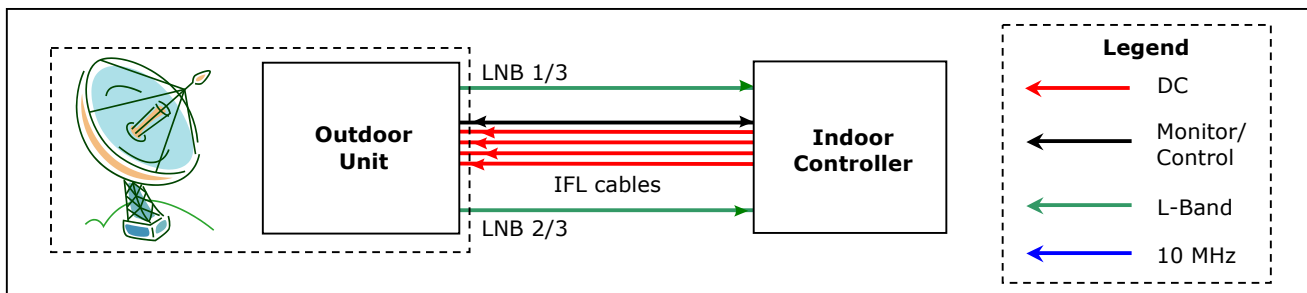 LNB 1/3
Outdoor
Unit
Indoor
Controller
IFL cables
LNB 2/3
Legend
DC
Monitor/
Control
L-Band
10 MHz